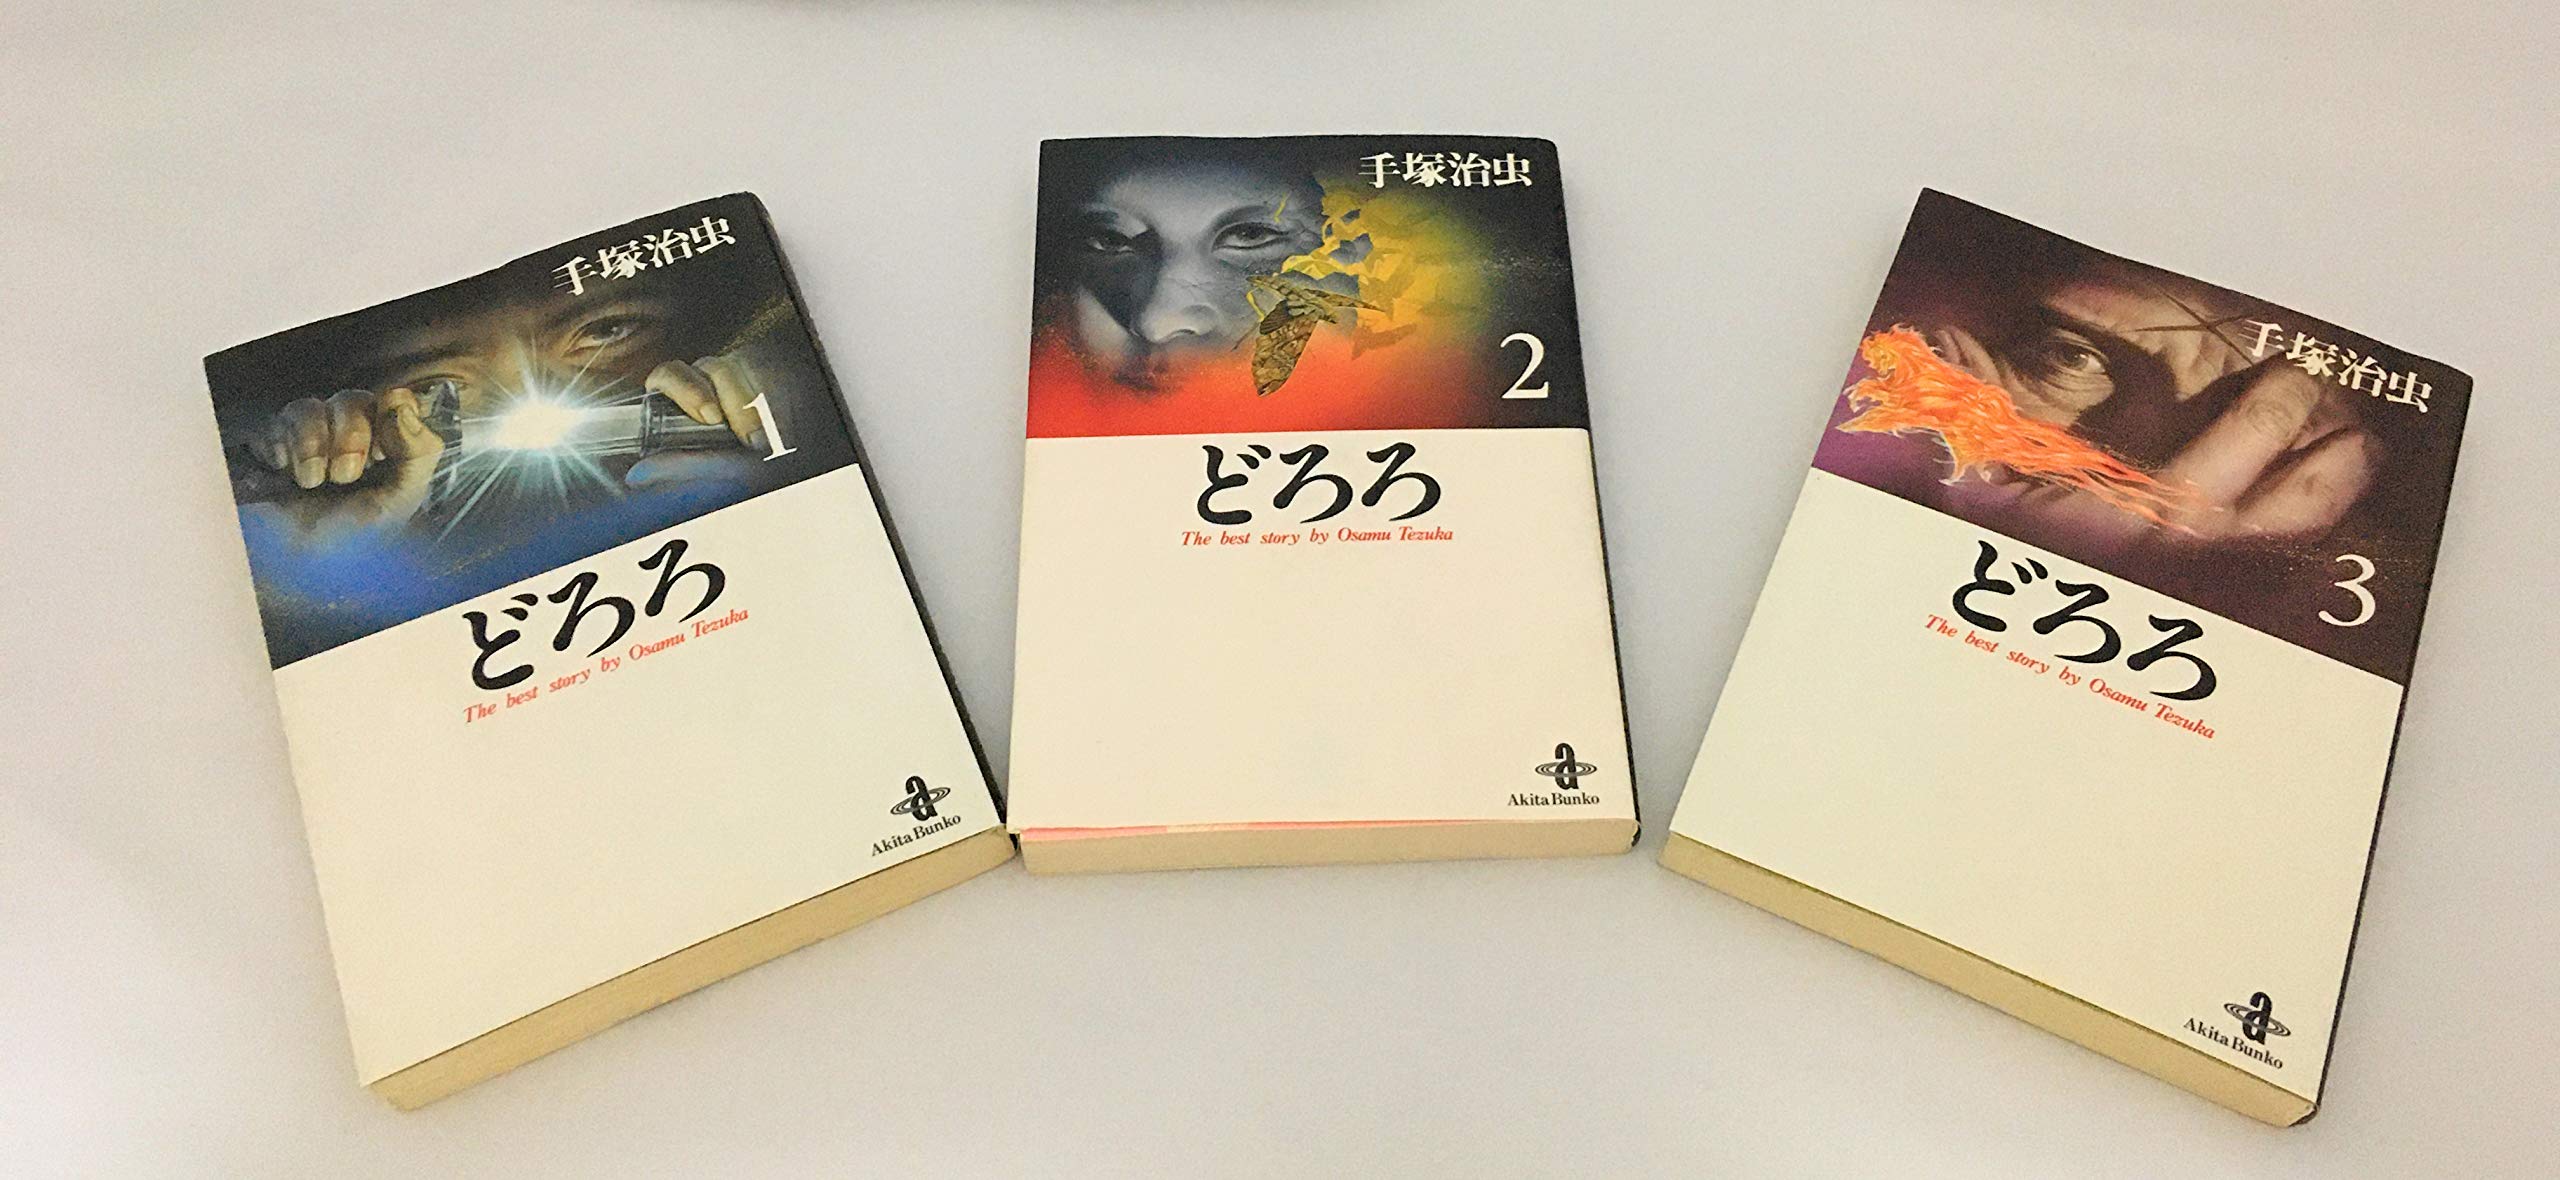 手塚治虫
1
どろろ
The best story by Osamu Tezuka
a
Akita Bunko
手塚治虫
2
どろろ
The best story by Osamu Tezuka
a
Akita Bunko
手塚治虫
3
どろろ
The best story by Osamu Tezuka
a
Akita Bunko